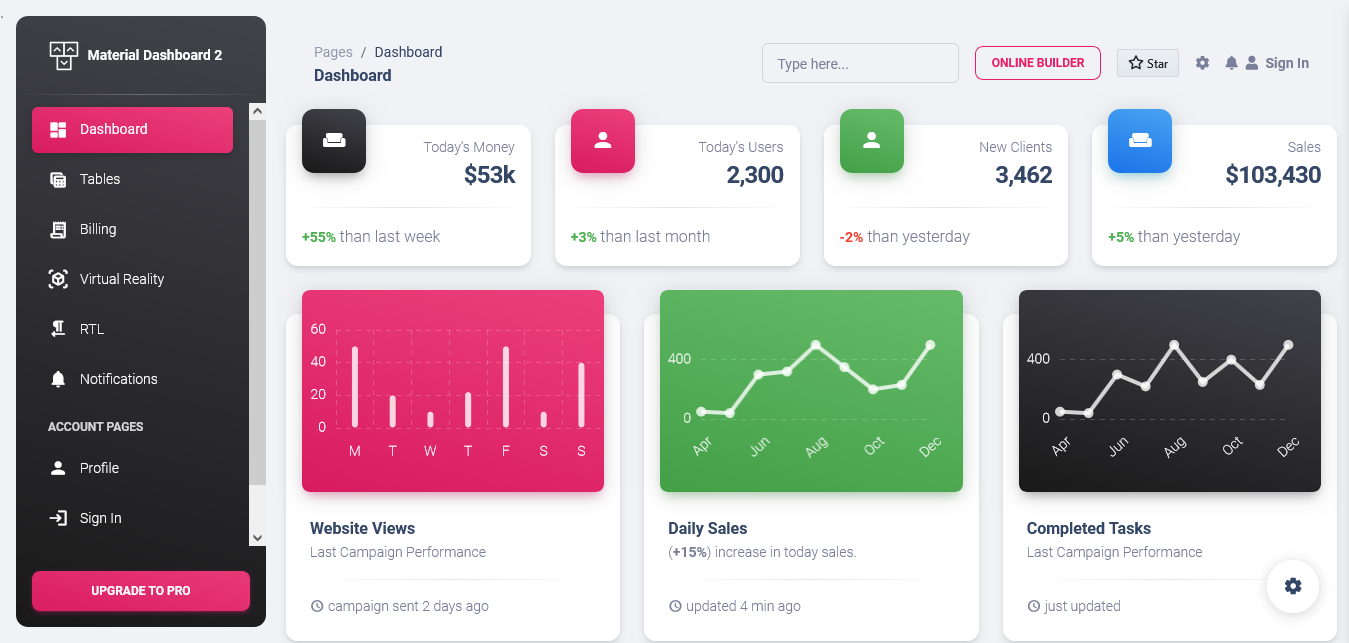 Material Dashboard 2
Dashboard
Tables
Billing
Virtual Reality
RTL
Notifications
ACCOUNT PAGES
Profile
Sign In
UPGRADE TO PRO
Pages / Dashboard
Dashboard
Type here...
ONLINE BUILDER
Star
Sign In
Today's Money
$53k
+55% than last week
Today's Users
2,300
+3% than last month
New Clients
3,462
-2% than yesterday
Sales
$103,430
+5% than yesterday
60
40
20
0
M T W T F S S
Website Views
Last Campaign Performance
campaign sent 2 days ago
400
0
Apr Jun Aug Oct Dec
Daily Sales
(+15%) increase in today sales.
updated 4 min ago
400
0
Apr Jun Aug Oct Dec
Completed Tasks
Last Campaign Performance
just updated